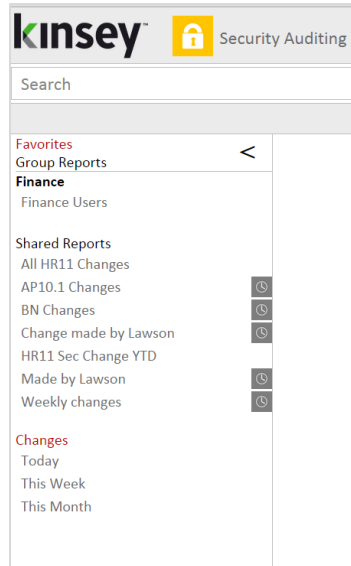 kinsey
Security Auditing
Search
Favorites
<
Group Reports
Finance
Finance Users
Shared Reports
All HR11 Changes
AP10.1 Changes
BN Changes
Change made by Lawson
HR11 Sec Change YTD
Made by Lawson
Weekly changes
Changes
Today
This Week
This Month